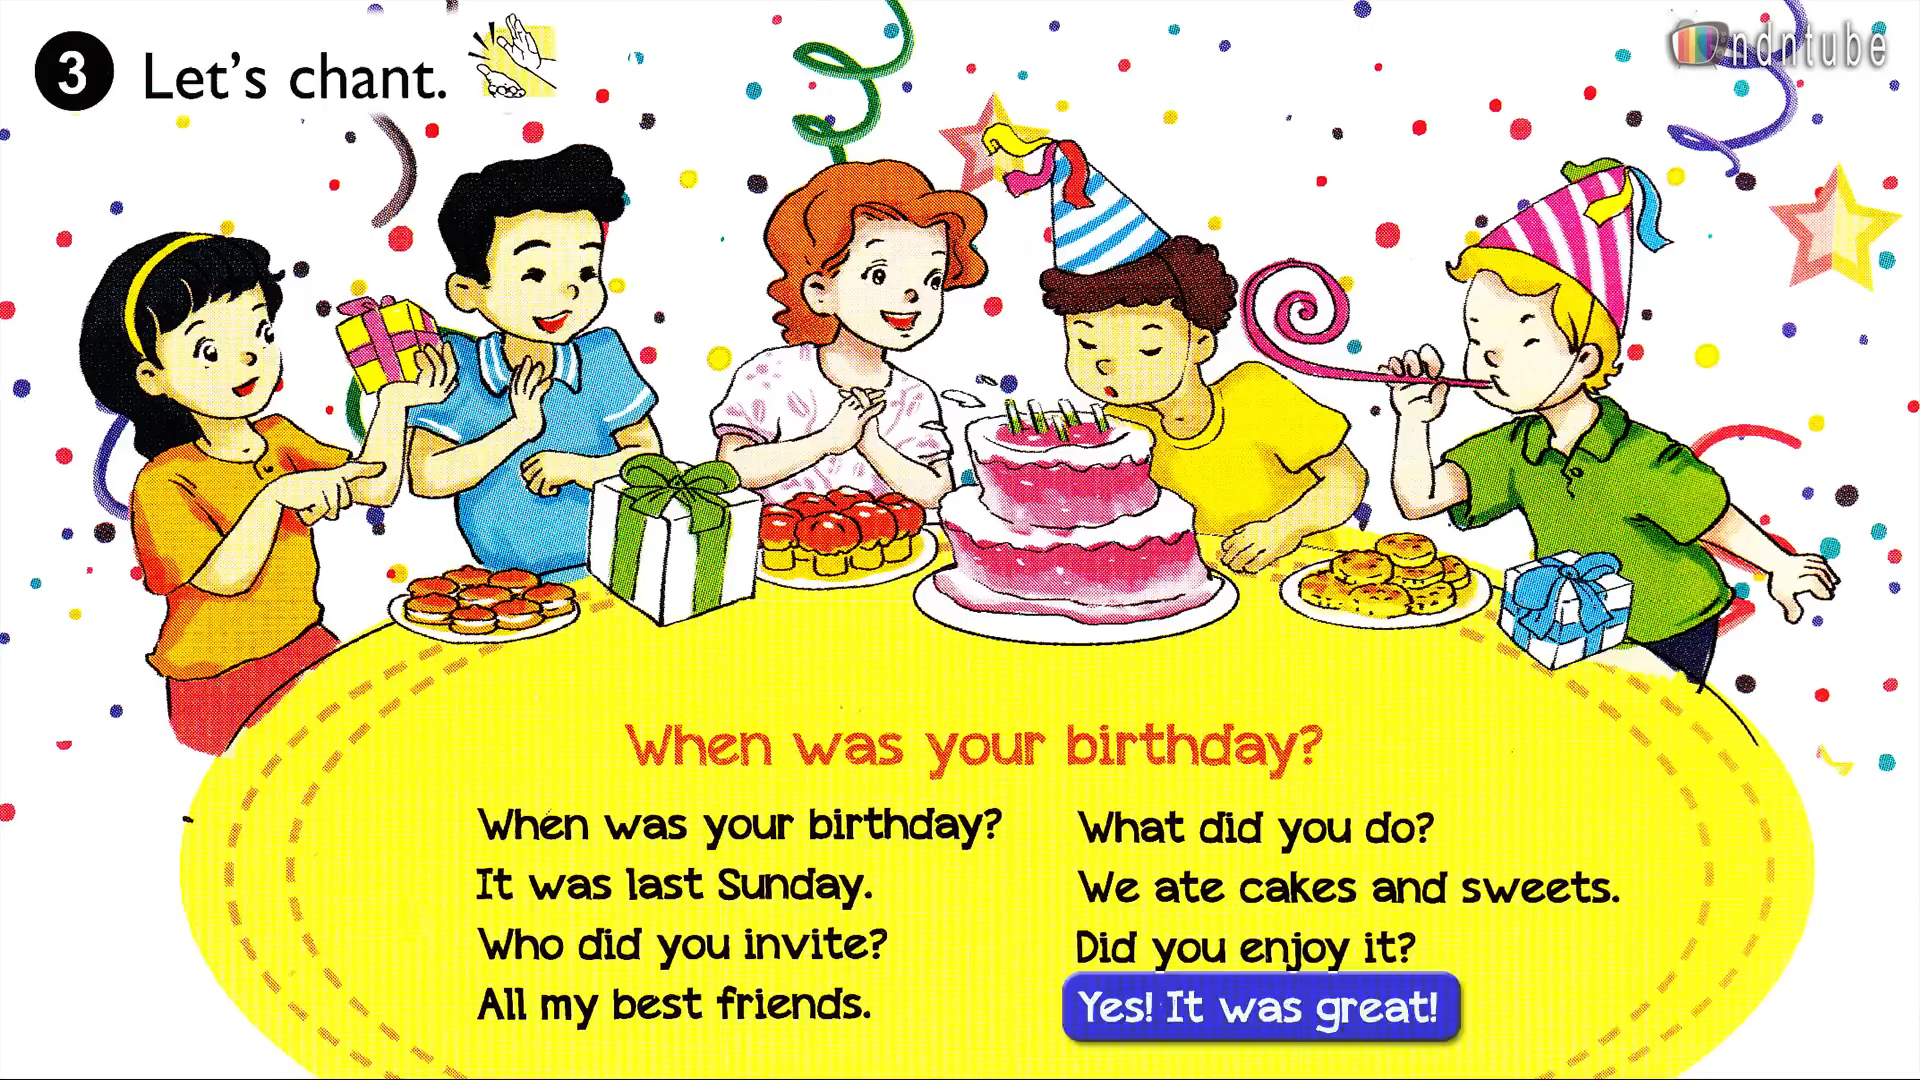 3 Let's chant.
ndntube
When was your birthday?
When was your birthday?
It was last Sunday.
Who did you invite?
All my best friends.
What did you do?
We ate cakes and sweets.
Did you enjoy it?
Yes! It was great!